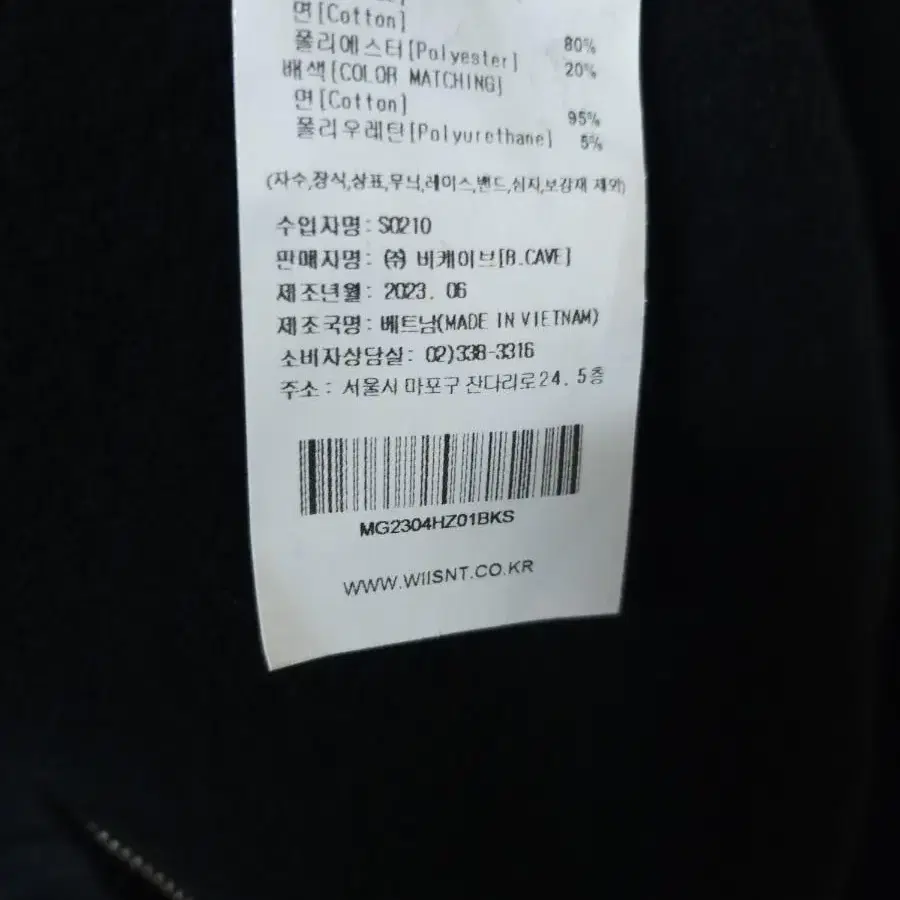 면[Cotton] 80%
폴리에스터[Polyester] 20%
배색[COLOR MATCHING]
면[Cotton] 95%
폴리우레탄[Polyurethane] 5%
(자수,장식,상표,무늬,레이스,밴드,심지,보강재 제외)
수입자명: SO210
판매자명: (주) 비케이브[B.CAVE]
제조년월: 2023. 06
제조국명: 베트남(MADE IN VIETNAM)
소비자상담실: 02)338-3316
주소: 서울시 마포구 잔다리로24. 5층
MG2304HZ01BKS
WWW.WIISNT.CO.KR